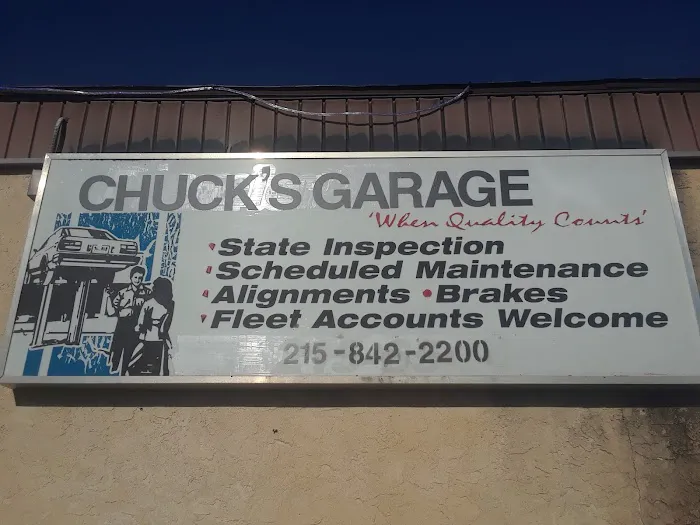 CHUCK'S GARAGE
'When Quality Counts'
State Inspection
Scheduled Maintenance
Alignments • Brakes
Fleet Accounts Welcome
215-842-2200